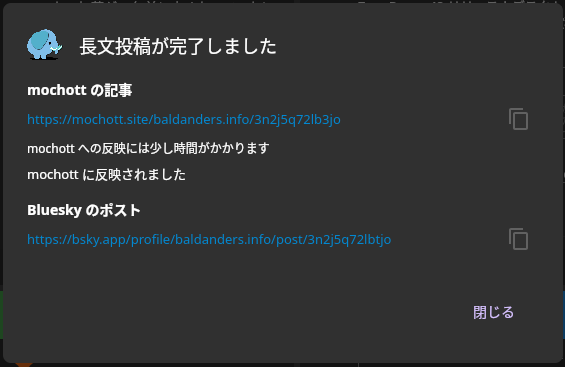 長文投稿が完了しました
mochott の記事
https://mochott.site/baldanders.info/3n2j5q72lb3jo
mochott への反映には少し時間がかかります
mochott に反映されました
Bluesky のポスト
https://bsky.app/profile/baldanders.info/post/3n2j5q72lbtjo
閉じる